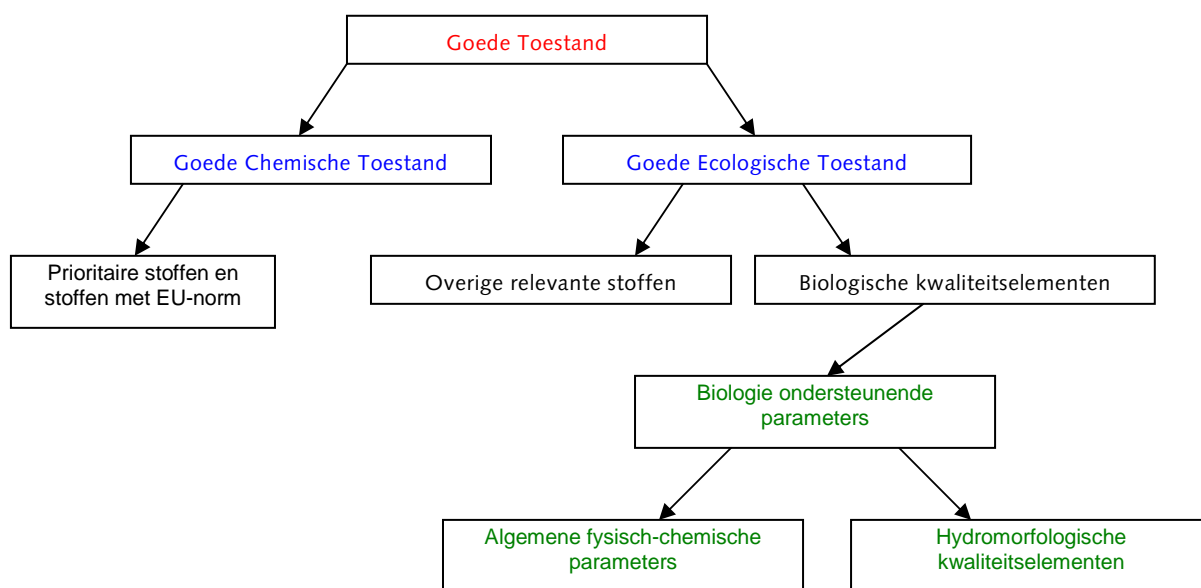 Goede Toestand
Goede Chemische Toestand
Goede Ecologische Toestand
Prioritaire stoffen en
stoffen met EU-norm
Overige relevante stoffen
Biologische kwaliteitselementen
Biologie ondersteunende
parameters
Algemene fysisch-chemische
parameters
Hydromorfologische
kwaliteitselementen